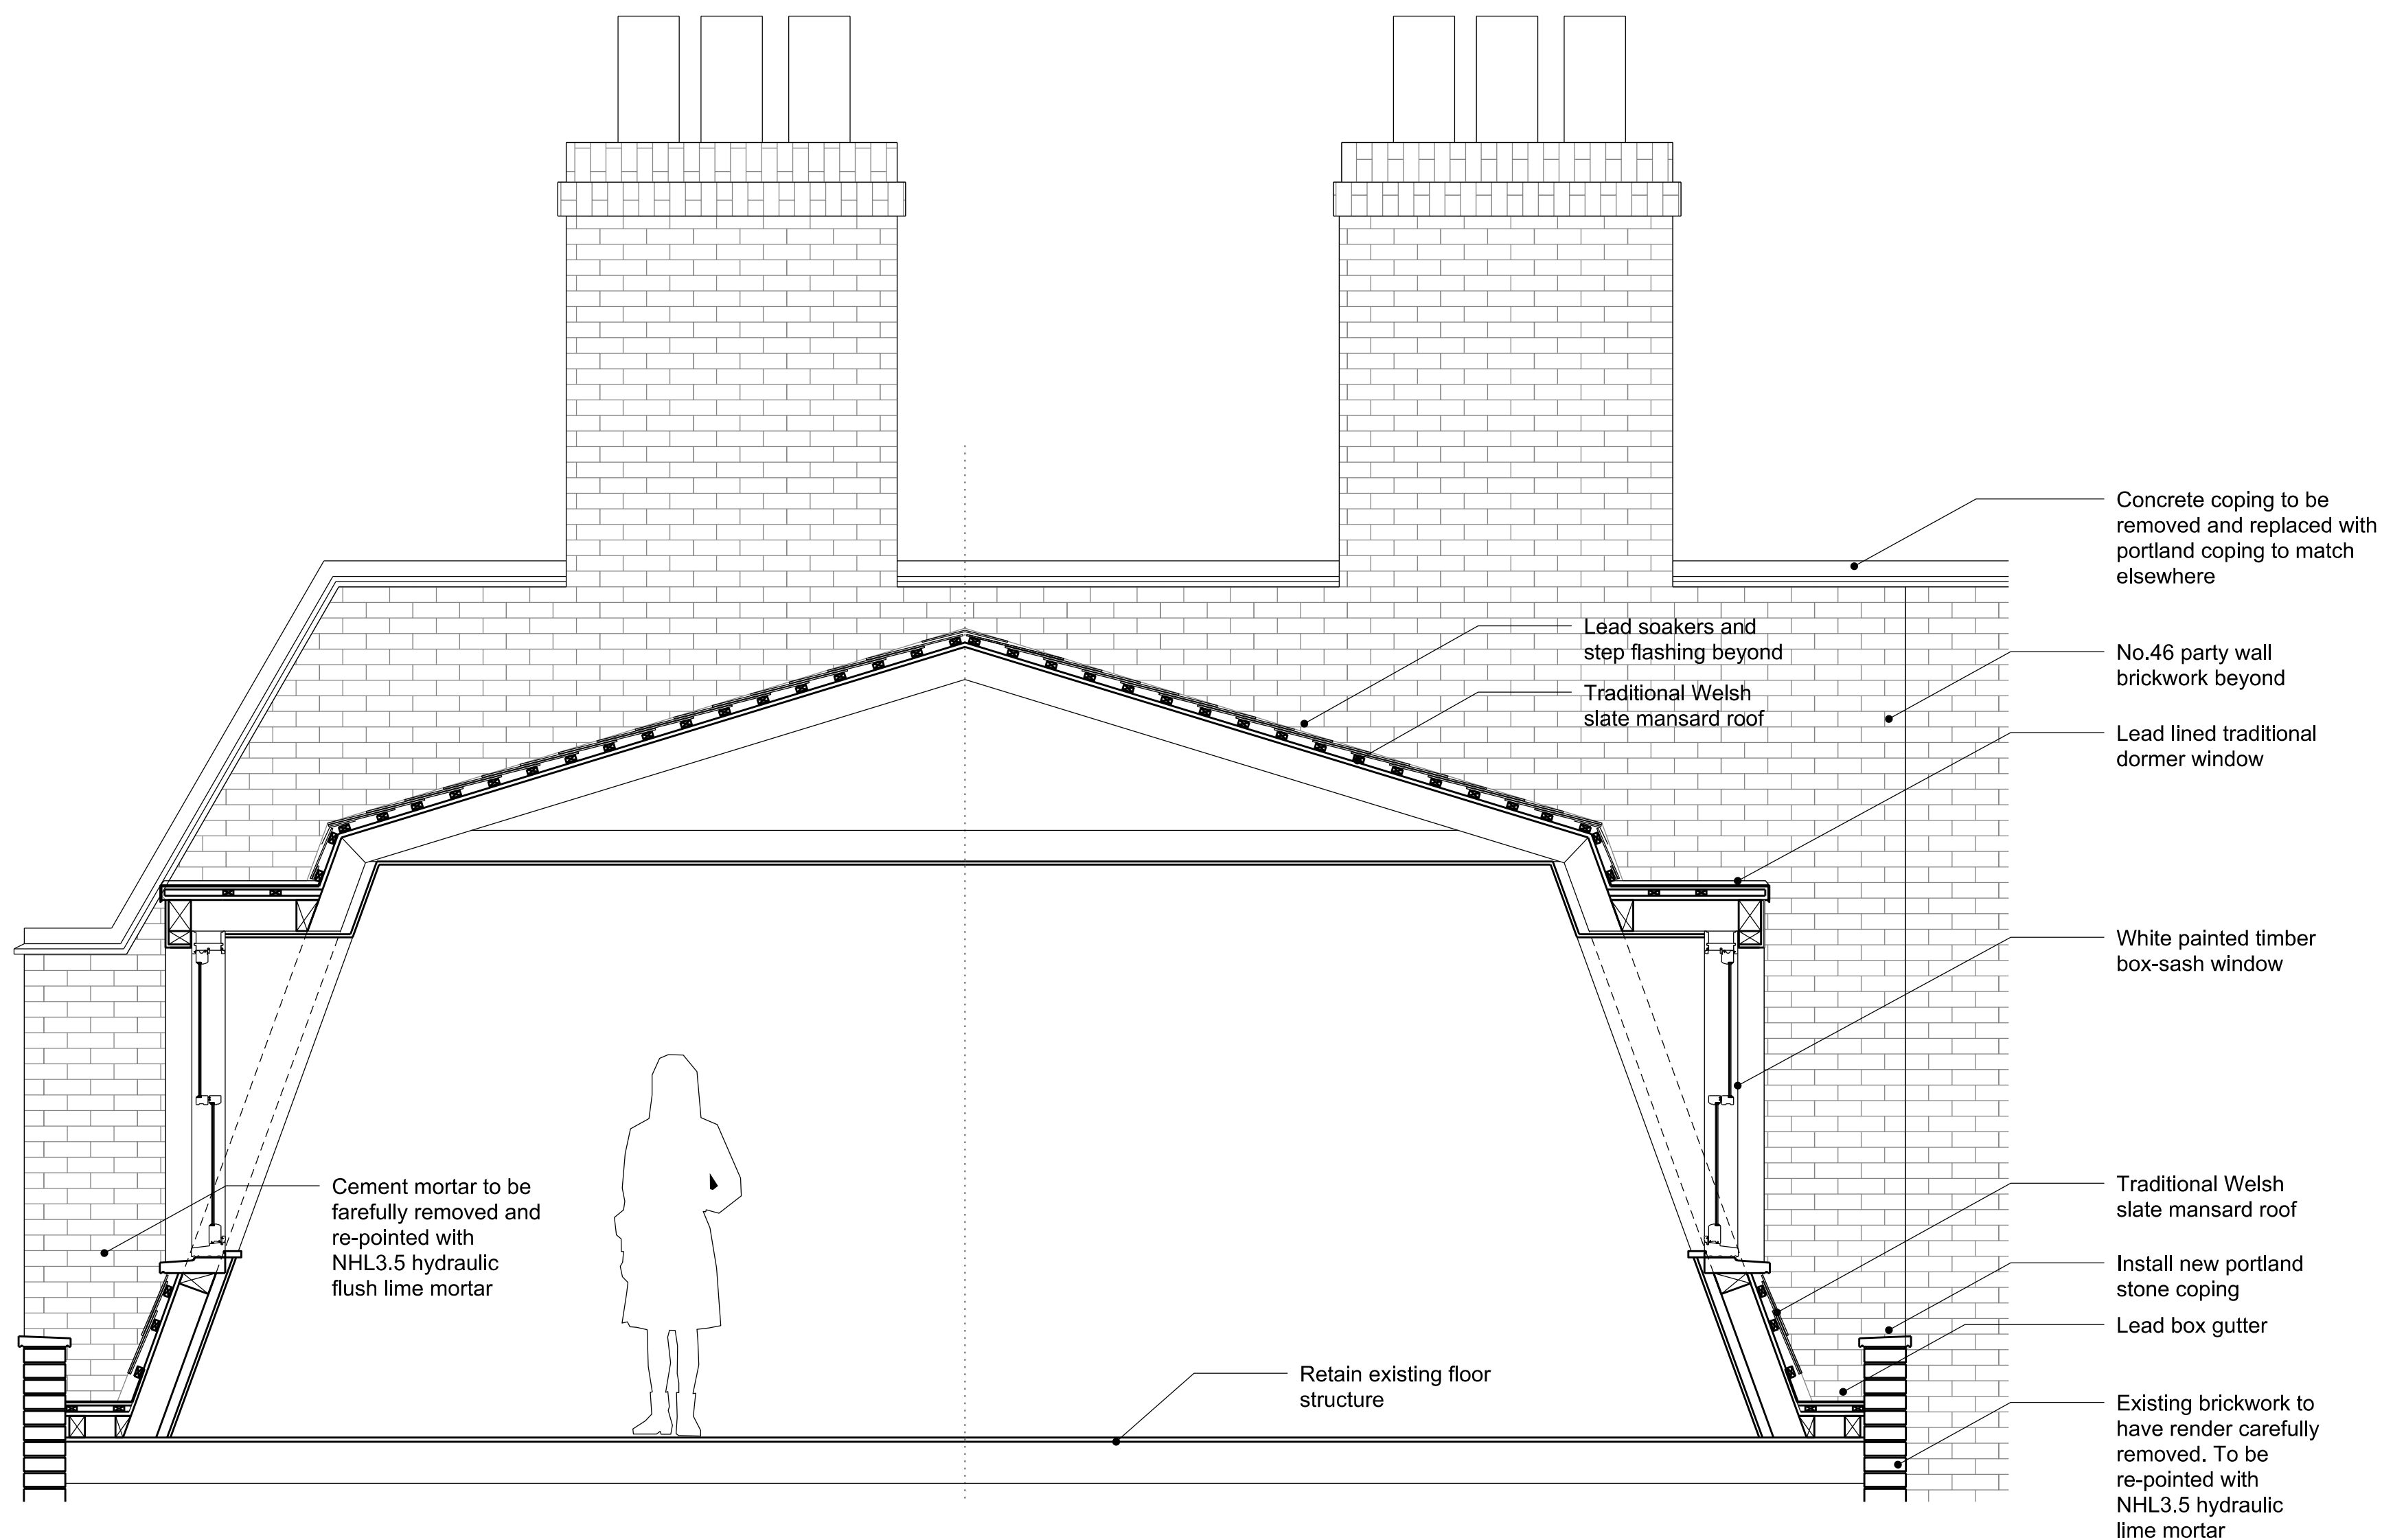 Concrete coping to be
removed and replaced with
portland coping to match
elsewhere
Lead soakers and
step flashing beyond
Traditional Welsh
slate mansard roof
No.46 party wall
brickwork beyond
Lead lined traditional
dormer window
White painted timber
box-sash window
Cement mortar to be
farefully removed and
re-pointed with
NHL3.5 hydraulic
flush lime mortar
Traditional Welsh
slate mansard roof
Install new portland
stone coping
Lead box gutter
Retain existing floor
structure
Existing brickwork to
have render carefully
removed. To be
re-pointed with
NHL3.5 hydraulic
lime mortar